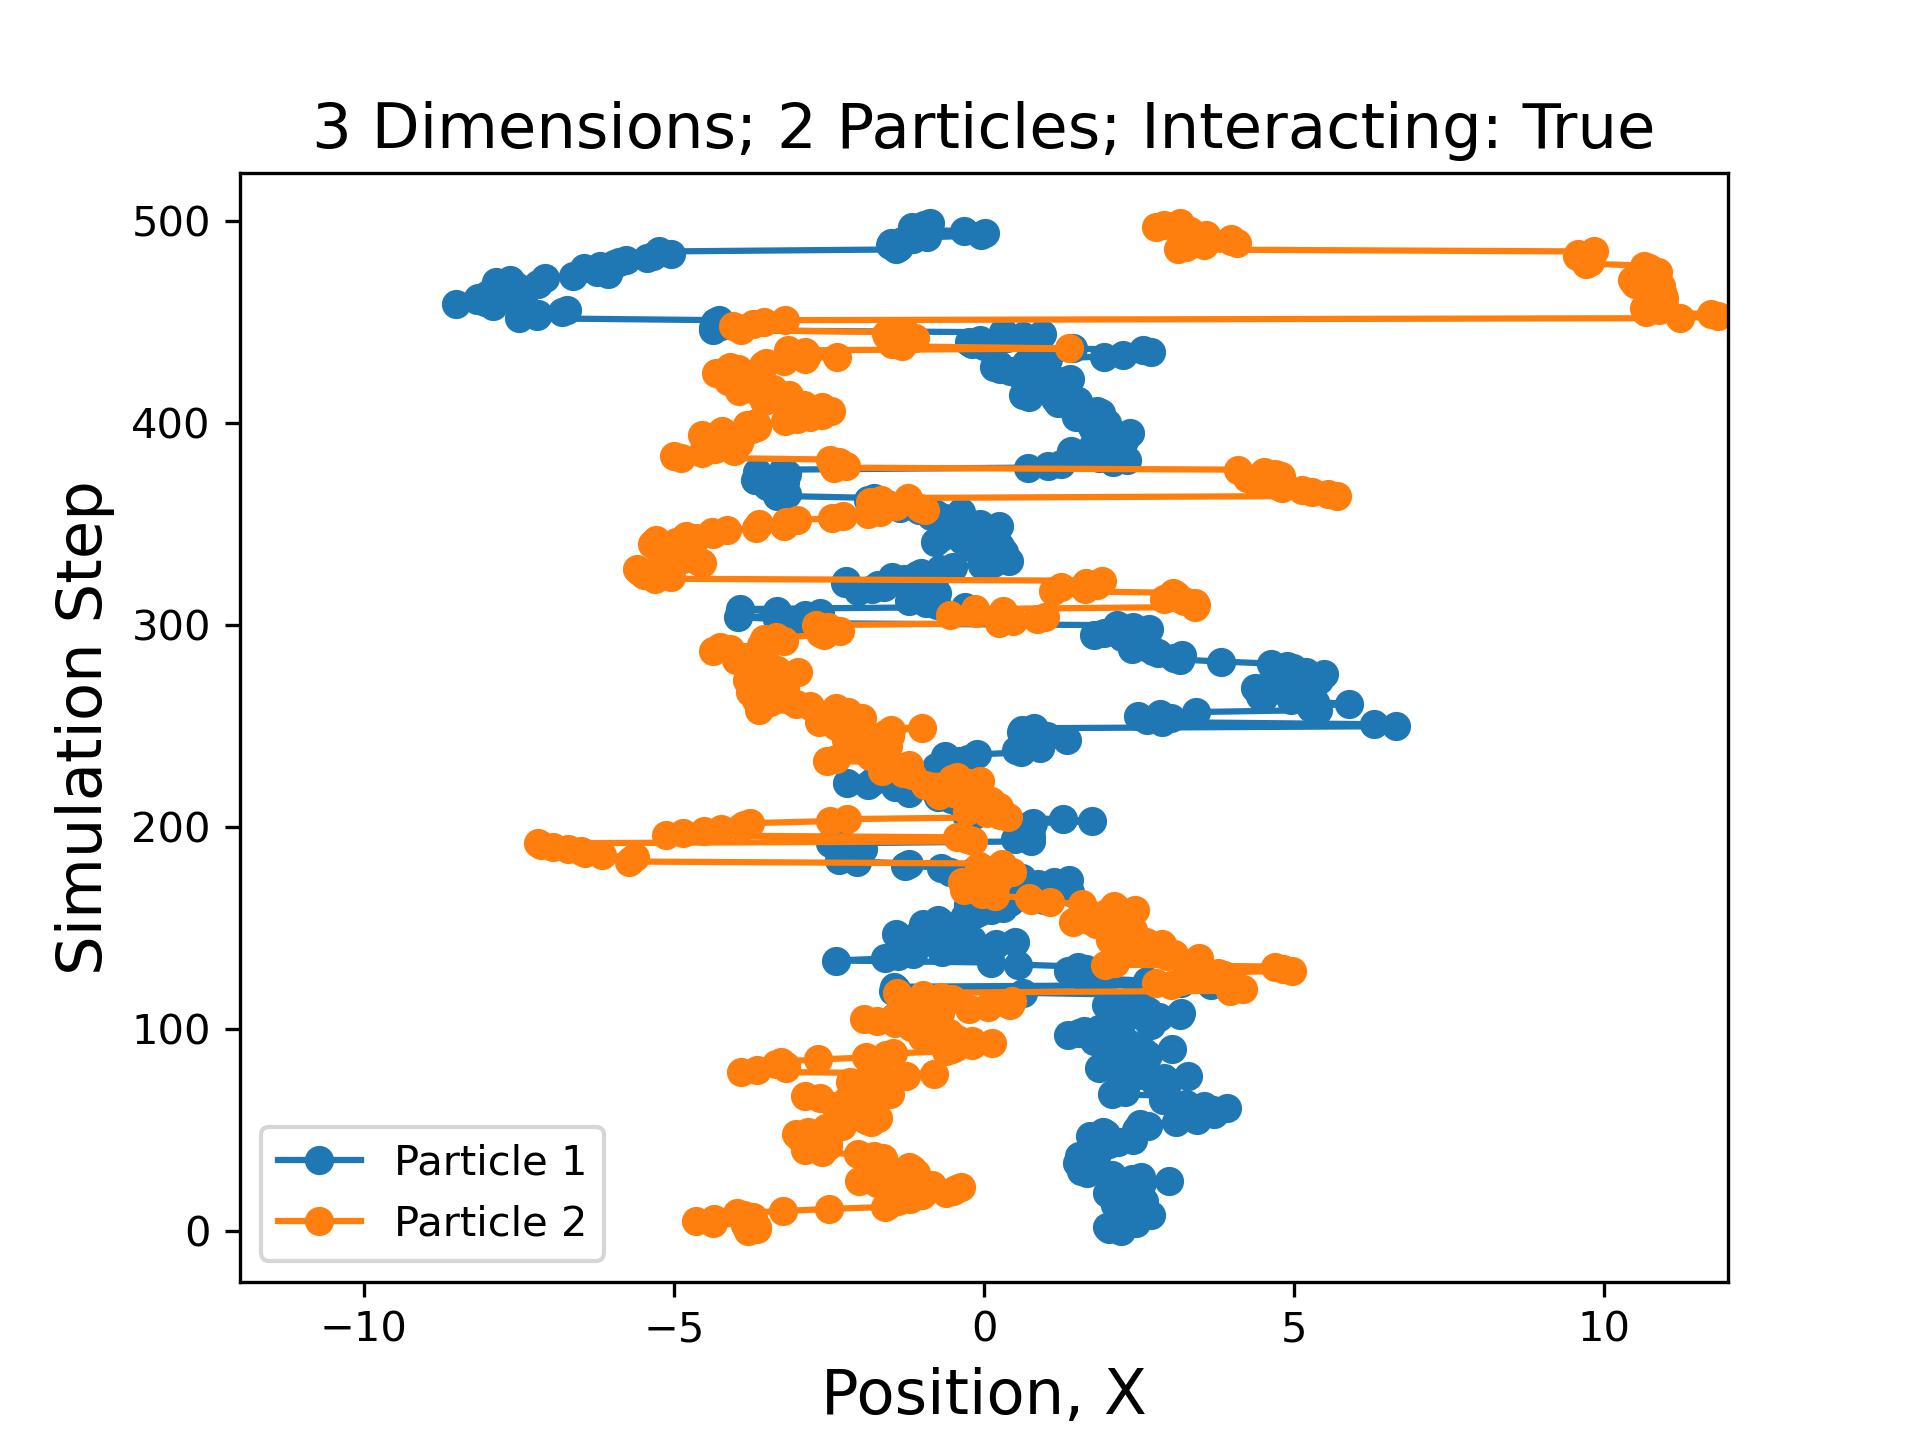 3 Dimensions; 2 Particles; Interacting: True
Simulation Step
500
400
300
200
100
0
Particle 1
Particle 2
−10
−5
0
5
10
Position, X